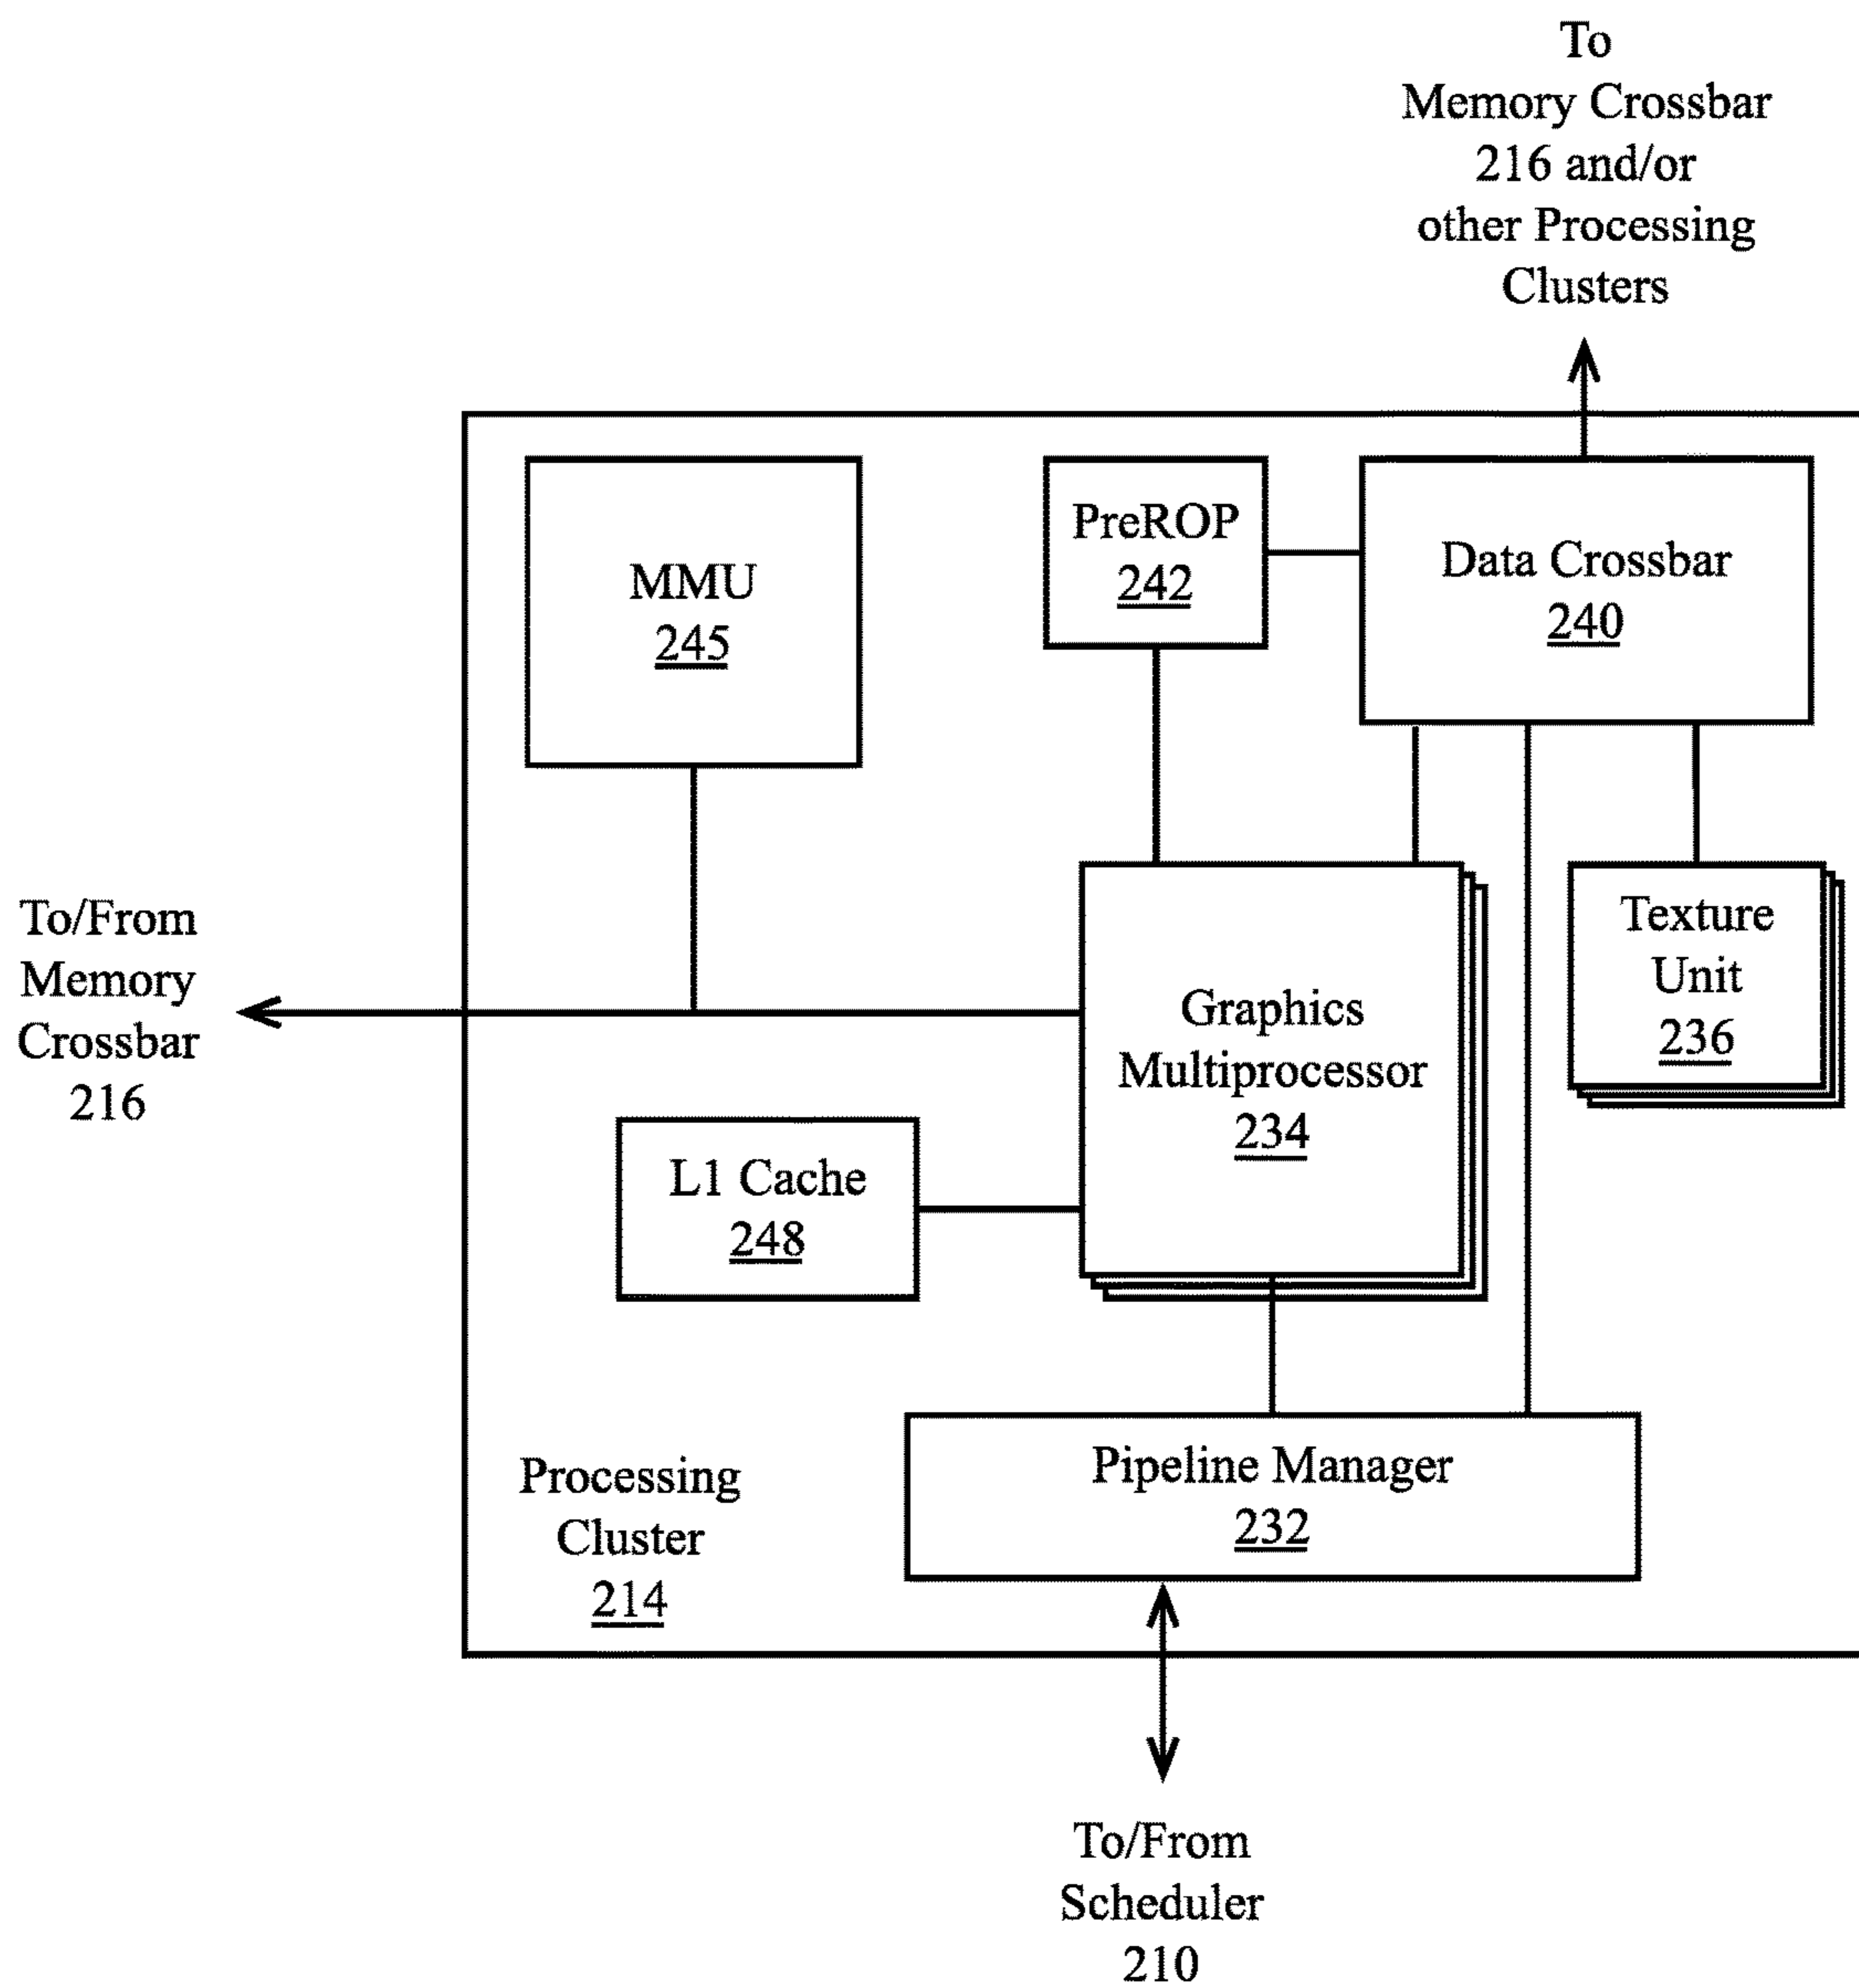 To
Memory Crossbar
216 and/or
other Processing
Clusters
MMU
245
PreROP
242
Data Crossbar
240
To/From
Memory
Crossbar
216
Graphics
Multiprocessor
234
Texture
Unit
236
L1 Cache
248
Pipeline Manager
232
Processing
Cluster
214
To/From
Scheduler
210